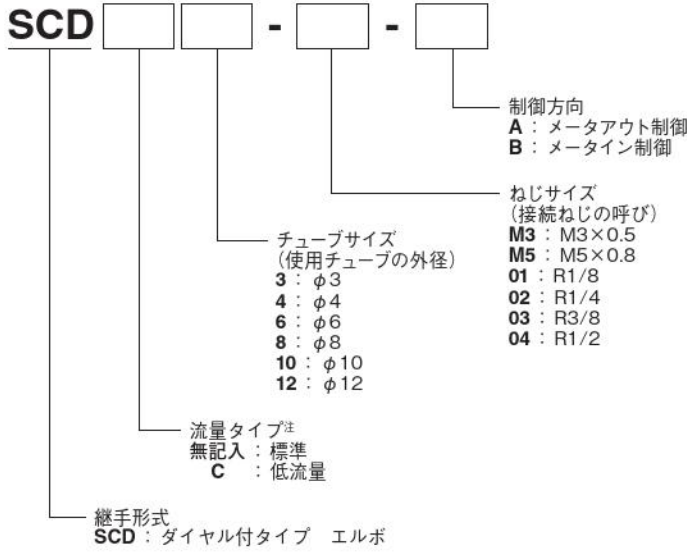 SCD - -
制御方向
A：メータアウト制御
B：メータイン制御
ねじサイズ
（接続ねじの呼び）
M3：M3×0.5
M5：M5×0.8
01：R1/8
02：R1/4
03：R3/8
04：R1/2
チューブサイズ
（使用チューブの外径）
3：φ3
4：φ4
6：φ6
8：φ8
10：φ10
12：φ12
流量タイプ注
無記入：標準
C：低流量
継手形式
SCD：ダイヤル付タイプ　エルボ